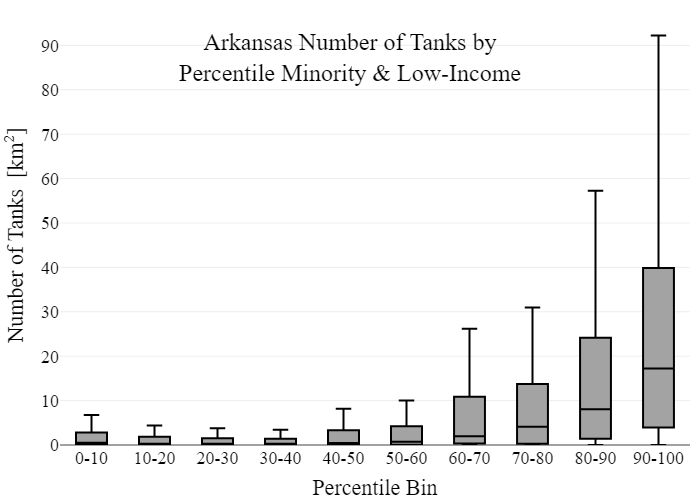 Arkansas Number of Tanks by
Percentile Minority & Low-Income
Number of Tanks [km²]
90
80
70
60
50
40
30
20
10
0
0-10 10-20 20-30 30-40 40-50 50-60 60-70 70-80 80-90 90-100
Percentile Bin